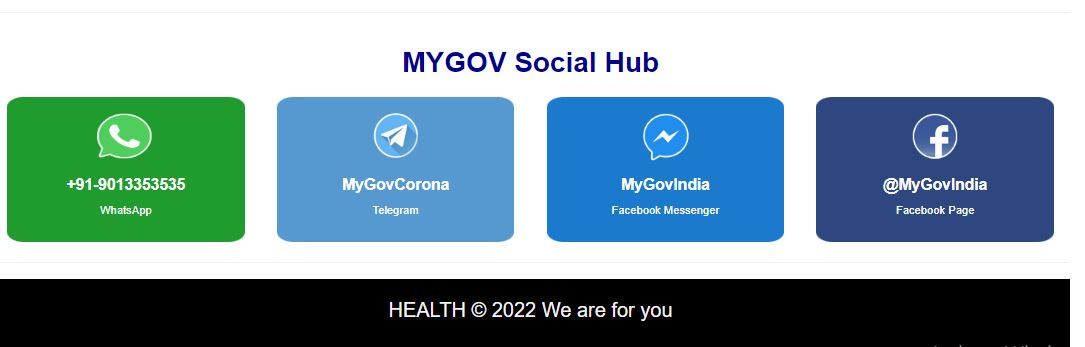 MYGOV Social Hub
+91-9013353535
WhatsApp
MyGovCorona
Telegram
MyGovIndia
Facebook Messenger
@MyGovIndia
Facebook Page
HEALTH © 2022 We are for you